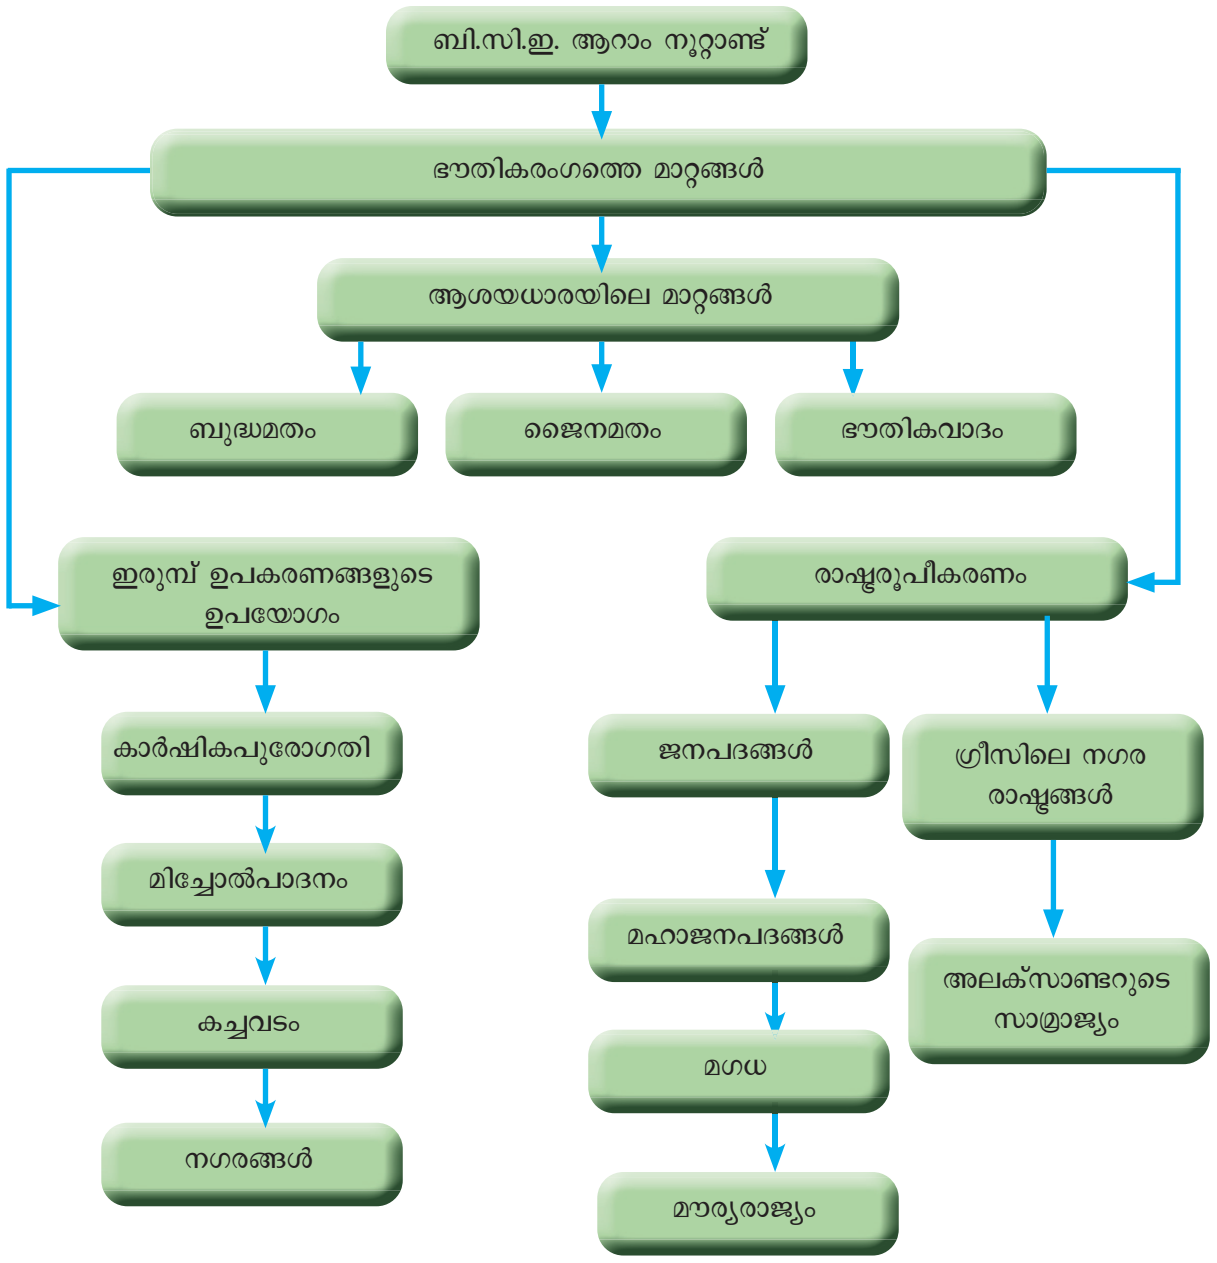 ബി.സി.ഇ. ആറാം നൂറ്റാണ്ട്
ഭൗതികരംഗത്തെ മാറ്റങ്ങൾ
ആശയധാരയിലെ മാറ്റങ്ങൾ
ബുദ്ധമതം
ജൈനമതം
ഭൗതികവാദം
ഇരുമ്പ് ഉപകരണങ്ങളുടെ
ഉപയോഗം
കാർഷികപുരോഗതി
മിച്ചോൽപാദനം
കച്ചവടം
നഗരങ്ങൾ
രാഷ്ട്രരൂപീകരണം
ജനപദങ്ങൾ
മഹാജനപദങ്ങൾ
മഗധ
മൗര്യരാജ്യം
ഗ്രീസിലെ നഗര
രാഷ്ട്രങ്ങൾ
അലക്സാണ്ടറുടെ
സാമ്രാജ്യം